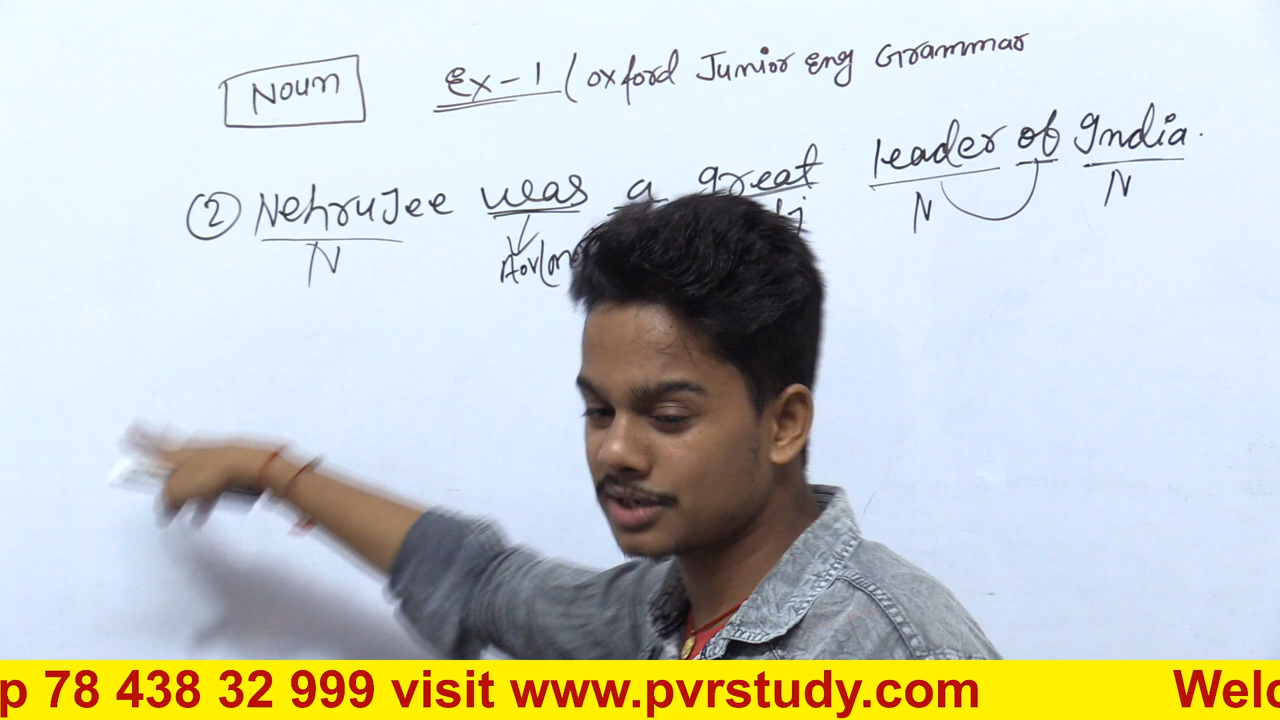 Noun Ex-1 (Oxford Junior Eng Grammar
② NehruJee was a great leader of India.
N N N
p 78 438 32 999 visit www.pvrstudy.com Welc